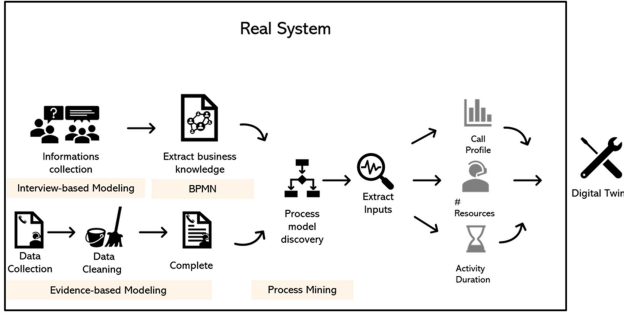 Real System
?
Informations
collection
Extract business
knowledge
Interview-based Modeling
BPMN
Data
Collection
Data
Cleaning
Complete
Evidence-based Modeling
Process
model
discovery
Process Mining
Extract
Inputs
Call
Profile
#
Resources
Activity
Duration
Digital Twin